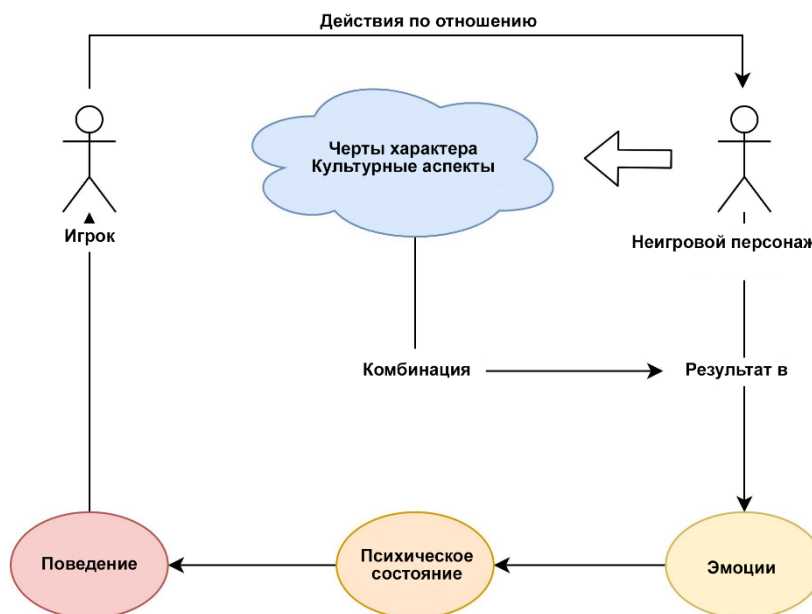 Действия по отношению
Черты характера
Культурные аспекты
Игрок
Неигровой персонаж
Комбинация
Результат в
Поведение
Психическое
состояние
Эмоции